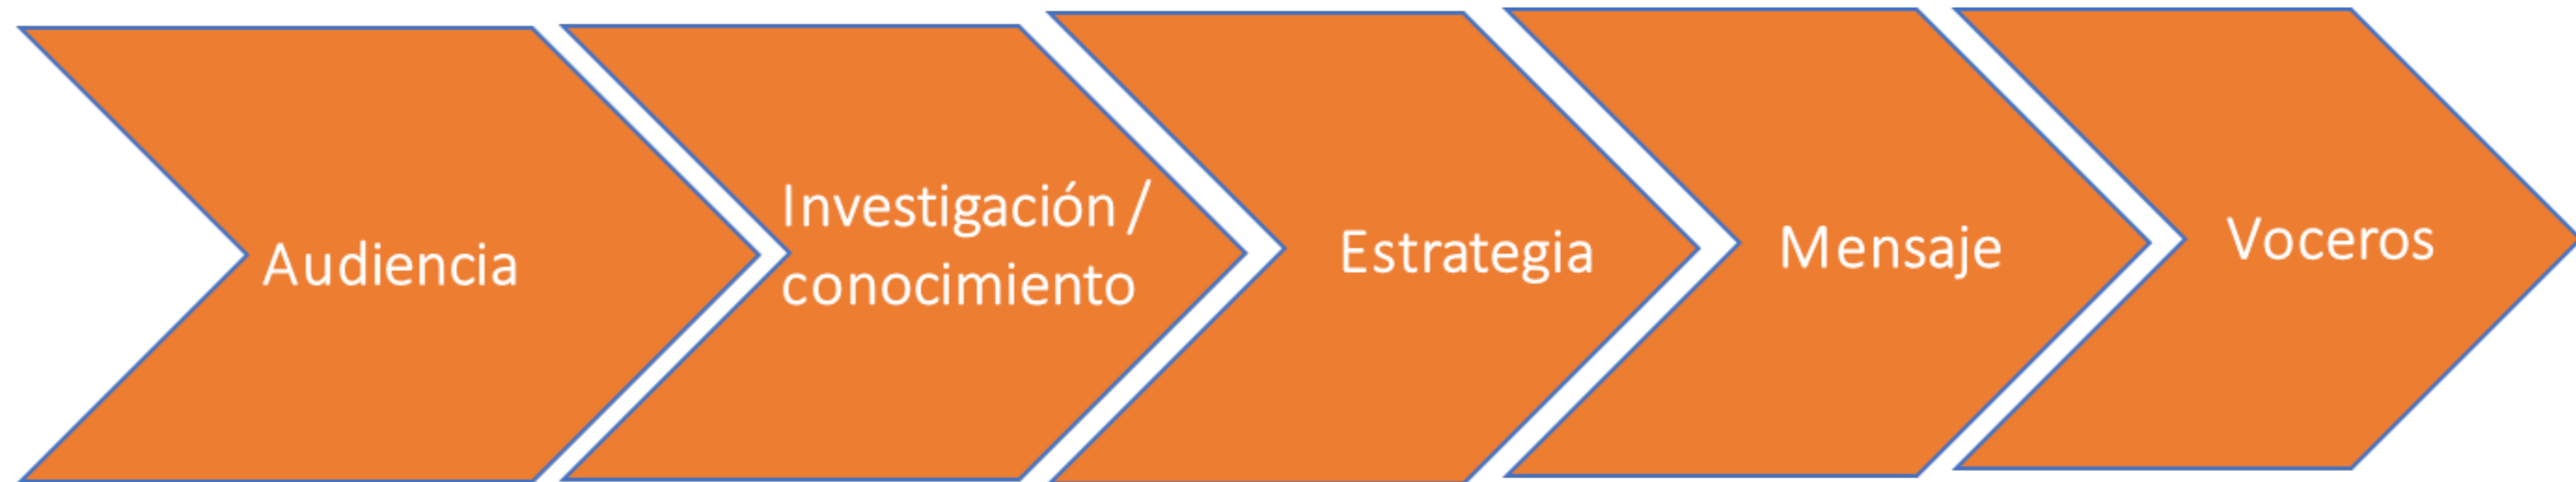 Audiencia
Investigación /
conocimiento
Estrategia
Mensaje
Voceros